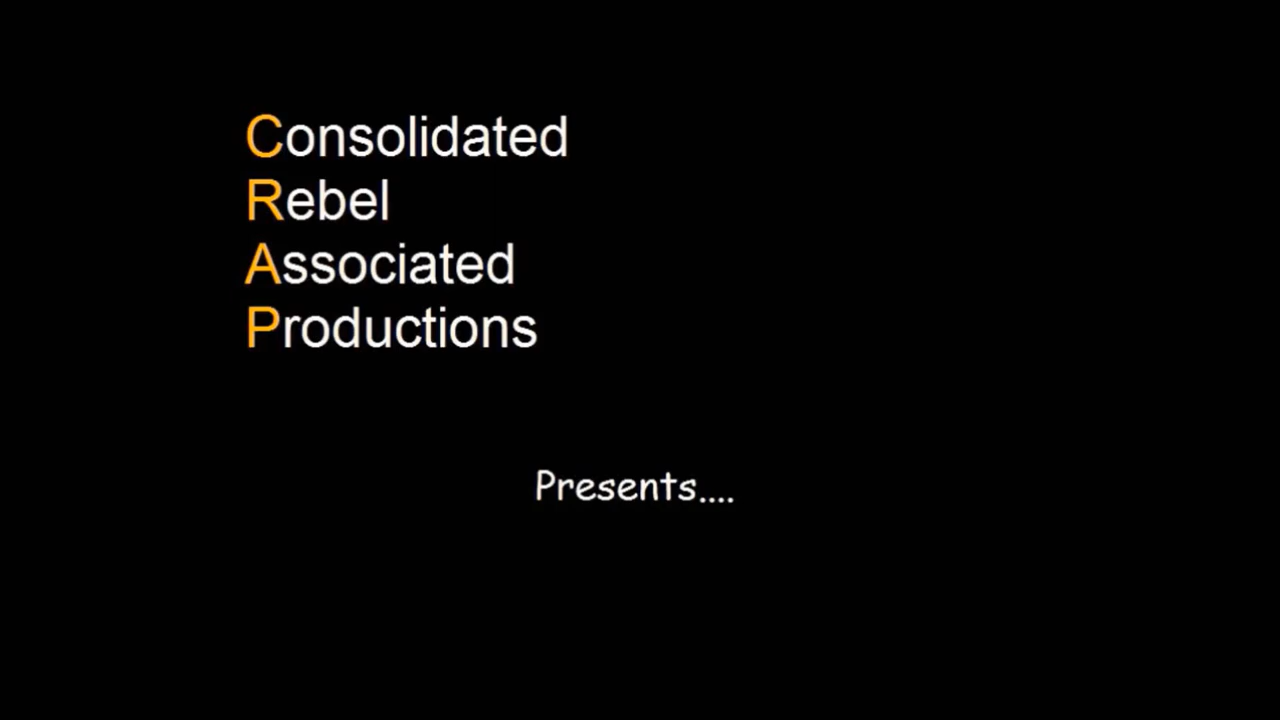 Consolidated
Rebel
Associated
Productions
Presents....